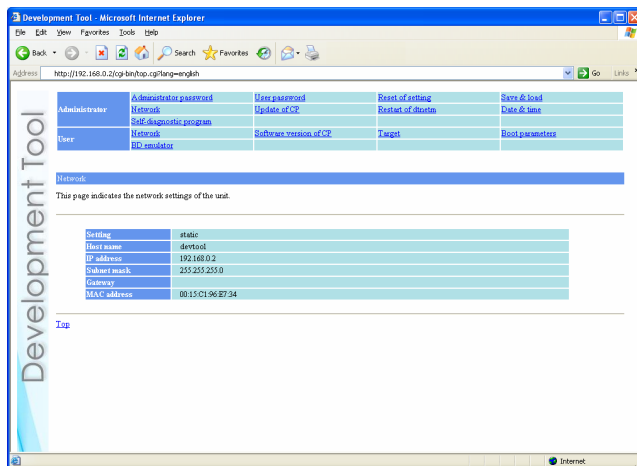 Development Tool - Microsoft Internet Explorer
File Edit View Favorites Tools Help
Back Search Favorites
Address http://192.168.0.2/cgi-bin/top.cgi?lang=english Go Links
Development Tool
Administrator Administrator password User password Reset of setting Save & load
Network Update of CP Restart of dtnetm Date & time
Self-diagnostic program
User Network Software version of CP Target Boot parameters
BD emulator
Network
This page indicates the network settings of the unit.
Setting static
Host name devtool
IP address 192.168.0.2
Subnet mask 255.255.255.0
Gateway
MAC address 00:15:C1:96:E7:34
Top
Internet